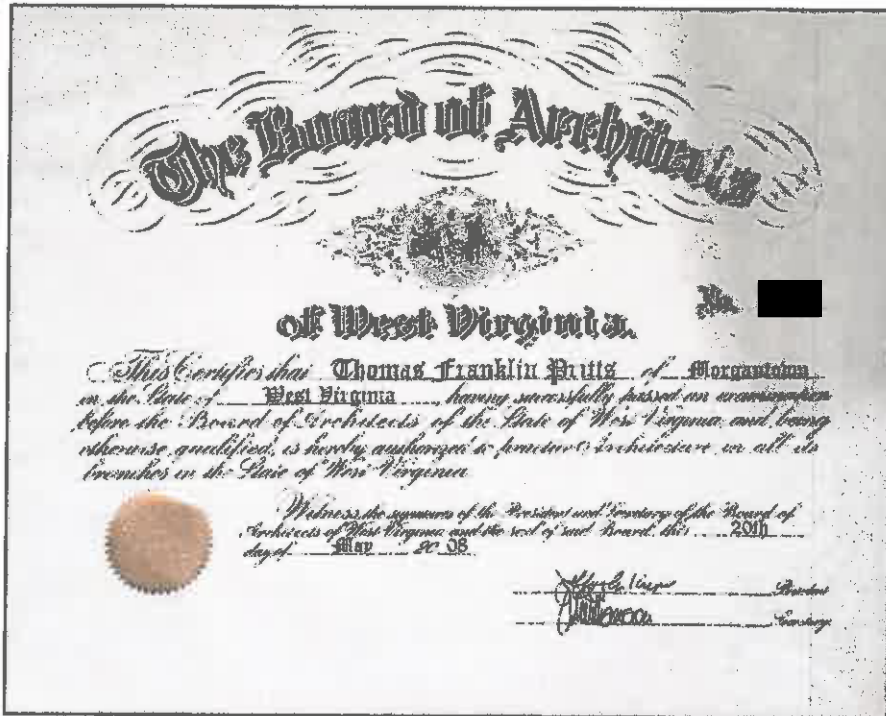 The Board of Architects
of West Virginia.
No.
This Certifies that Thomas Franklin Pritts of Morgantown
in the State of West Virginia having successfully passed an examination
before the Board of Architects of the State of West Virginia and being
otherwise qualified, is hereby authorized to practice Architecture in all its
branches in the State of West Virginia
Witness the signatures of the President and Secretary of the Board of
Architects of West Virginia and the seal of said Board this 20th
day of May 20 08
President
Secretary